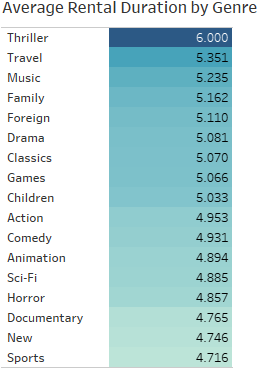 Average Rental Duration by Genre
Thriller 6.000
Travel 5.351
Music 5.235
Family 5.162
Foreign 5.110
Drama 5.081
Classics 5.070
Games 5.066
Children 5.033
Action 4.953
Comedy 4.931
Animation 4.894
Sci-Fi 4.885
Horror 4.857
Documentary 4.765
New 4.746
Sports 4.716